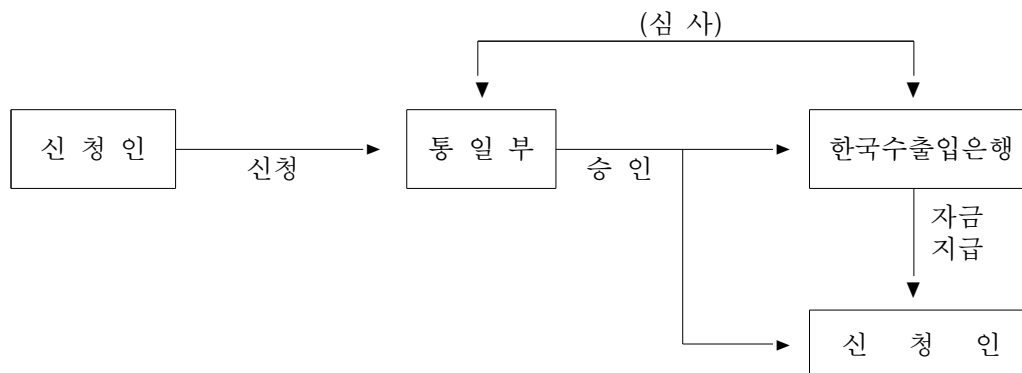 (심 사)
신 청 인
신청
통 일 부
승 인
한국수출입은행
자금
지급
신 청 인